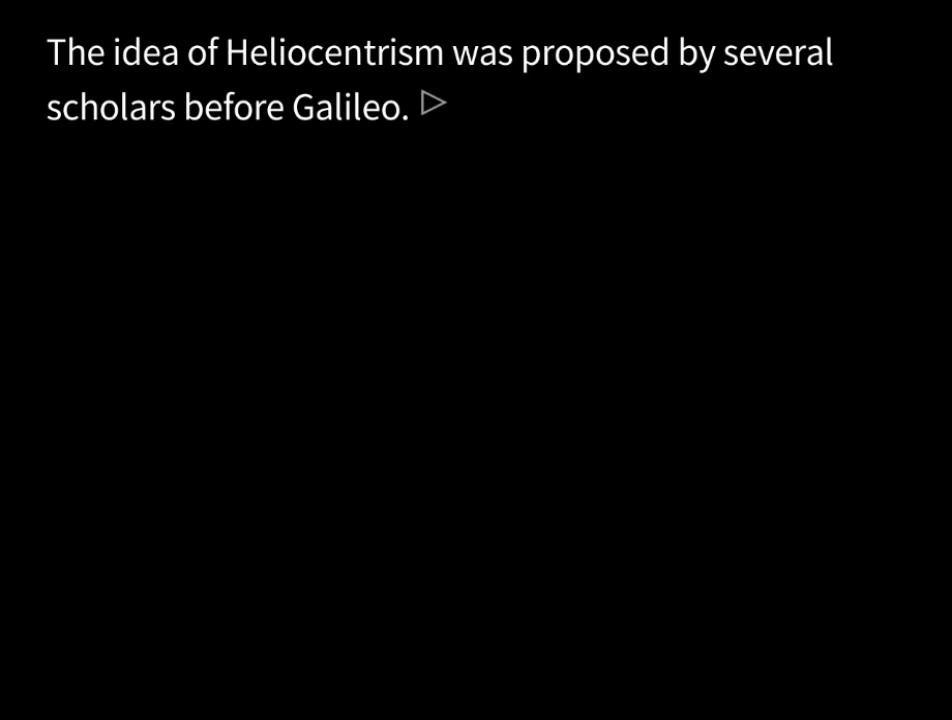 The idea of Heliocentrism was proposed by several
scholars before Galileo.